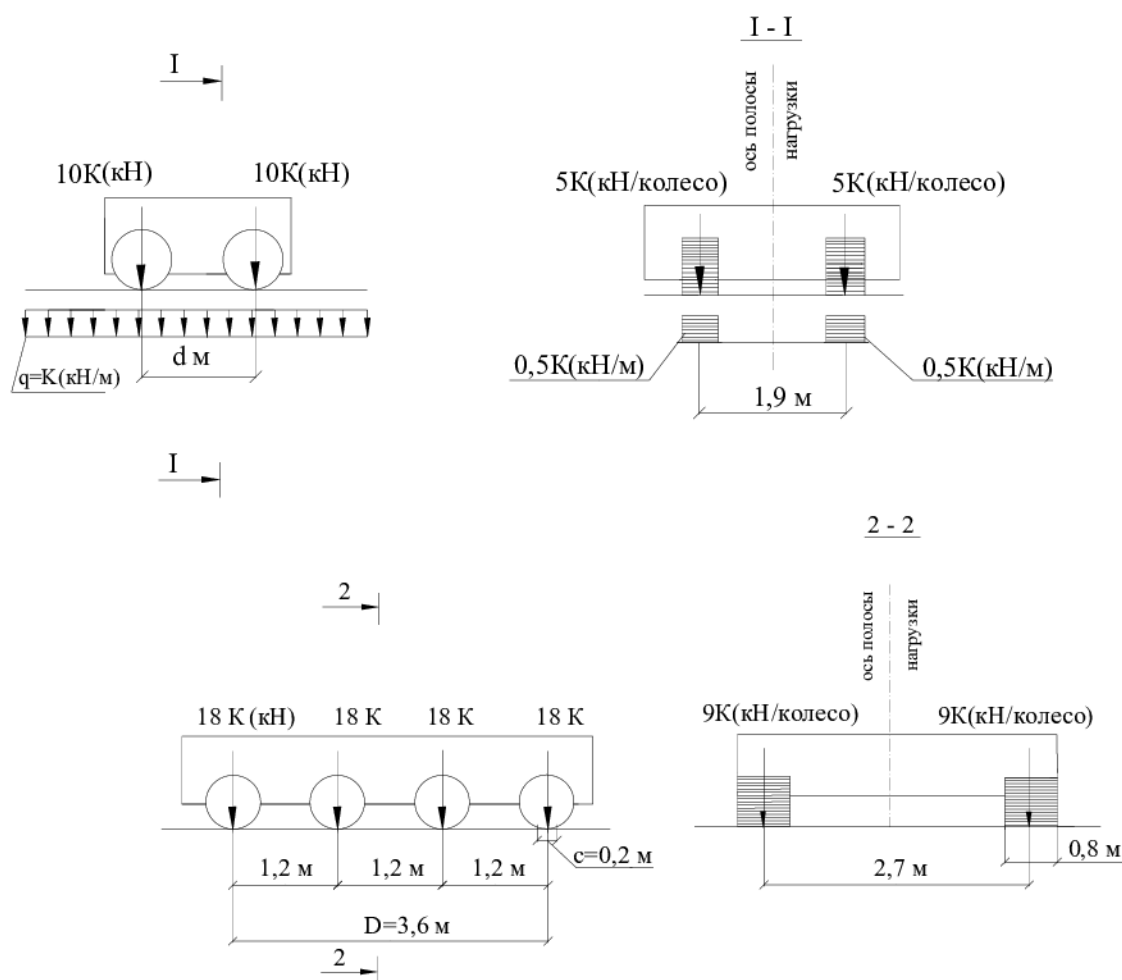 I
10К(кН)
10К(кН)
d м
q=К(кН/м)
I
I - I
ось полосы
нагрузки
5К(кН/колесо)
5К(кН/колесо)
0,5К(кН/м)
0,5К(кН/м)
1,9 м
2
18 К (кН)
18 К
18 К
18 К
c=0,2 м
1,2 м
1,2 м
1,2 м
D=3,6 м
2
2 - 2
ось полосы
нагрузки
9К(кН/колесо)
9К(кН/колесо)
0,8 м
2,7 м